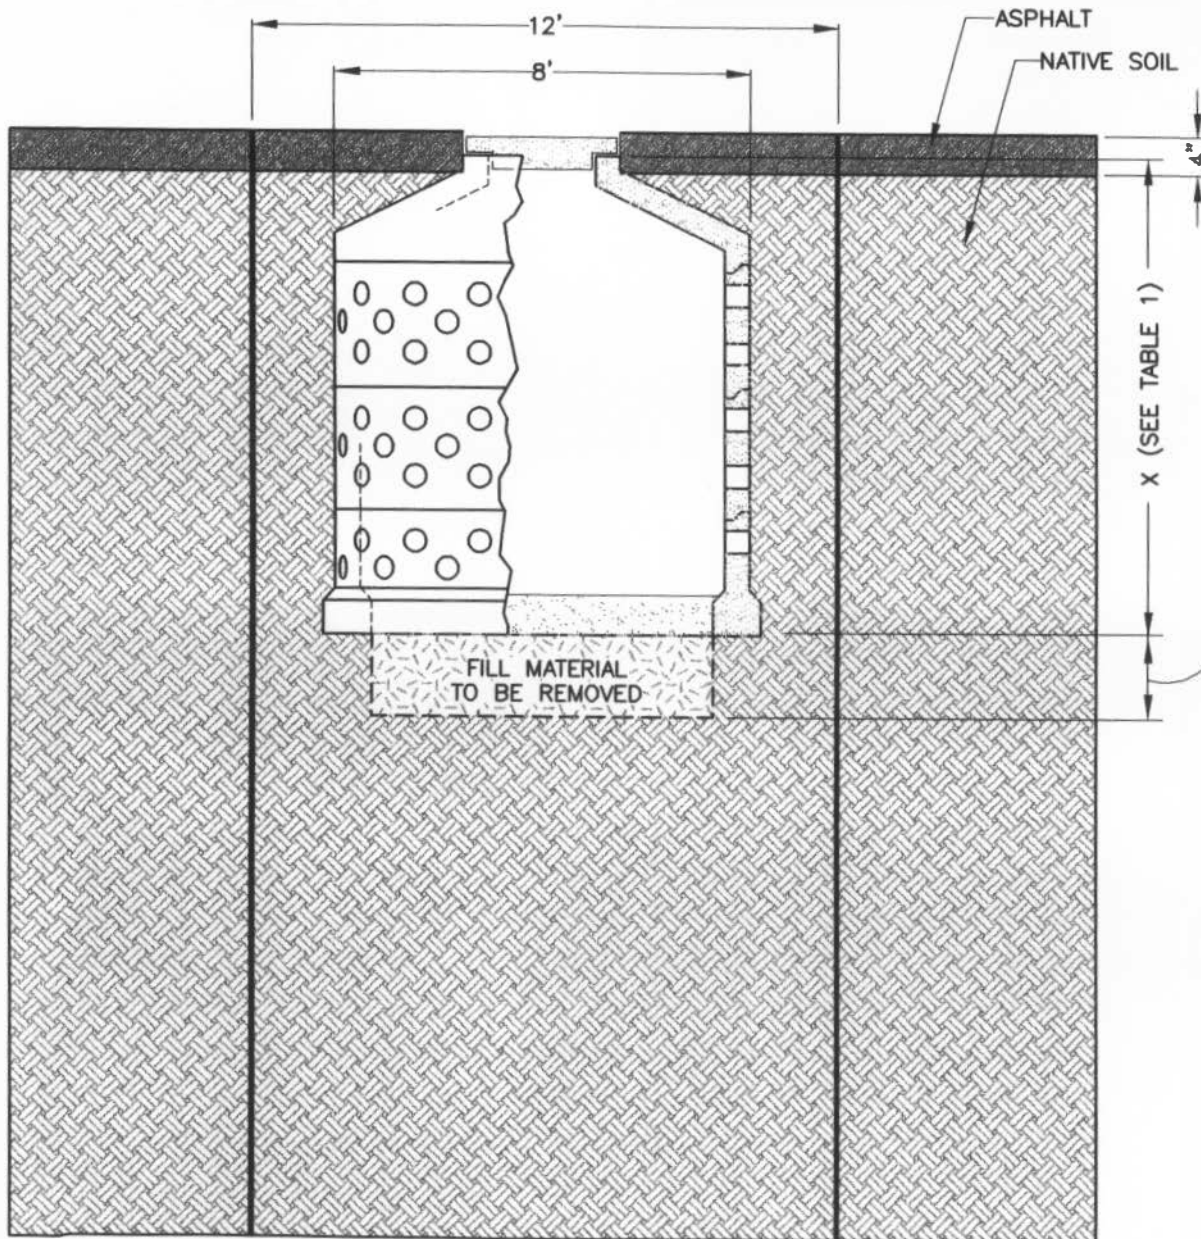 12'
8'
ASPHALT
NATIVE SOIL
4"
X (SEE TABLE 1)
FILL MATERIAL
TO BE REMOVED